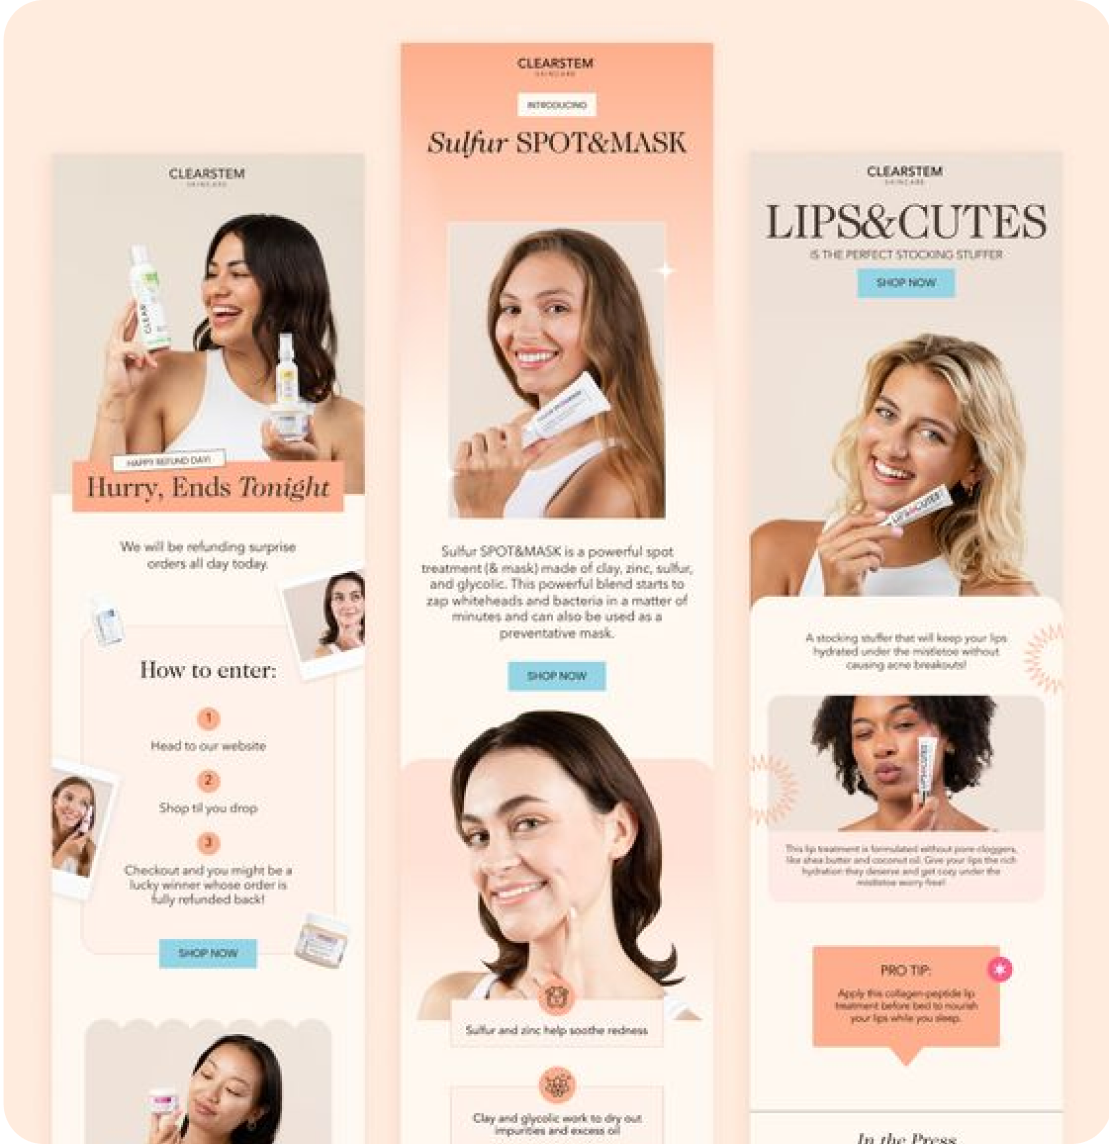 CLEARSTEM
SKINCARE
HAPPY REFUND DAY!
Hurry, Ends Tonight
We will be refunding surprise
orders all day today.
How to enter:
1
Head to our website
2
Shop til you drop
3
Checkout and you might be a
lucky winner whose order is
fully refunded back!
SHOP NOW
CLEARSTEM
SKINCARE
INTRODUCING
Sulfur SPOT&MASK
Sulfur SPOT&MASK is a powerful spot
treatment (& mask) made of clay, zinc, sulfur,
and glycolic. This powerful blend starts to
zap whiteheads and bacteria in a matter of
minutes and can also be used as a
preventative mask.
SHOP NOW
Sulfur and zinc help soothe redness
Clay and glycolic work to dry out
impurities and excess oil
CLEARSTEM
SKINCARE
LIPS&CUTES
IS THE PERFECT STOCKING STUFFER
SHOP NOW
LIPS&CUTES
A stocking stuffer that will keep your lips
hydrated under the mistletoe without
causing acne breakouts!
LIPS&CUTES
This lip treatment is formulated without pore-cloggers,
like shea butter and coconut oil. Give your lips the rich
hydration they deserve and get cozy under the
mistletoe worry free!
PRO TIP:
Apply this collagen-peptide lip
treatment before bed to nourish
your lips while you sleep.
In the Press